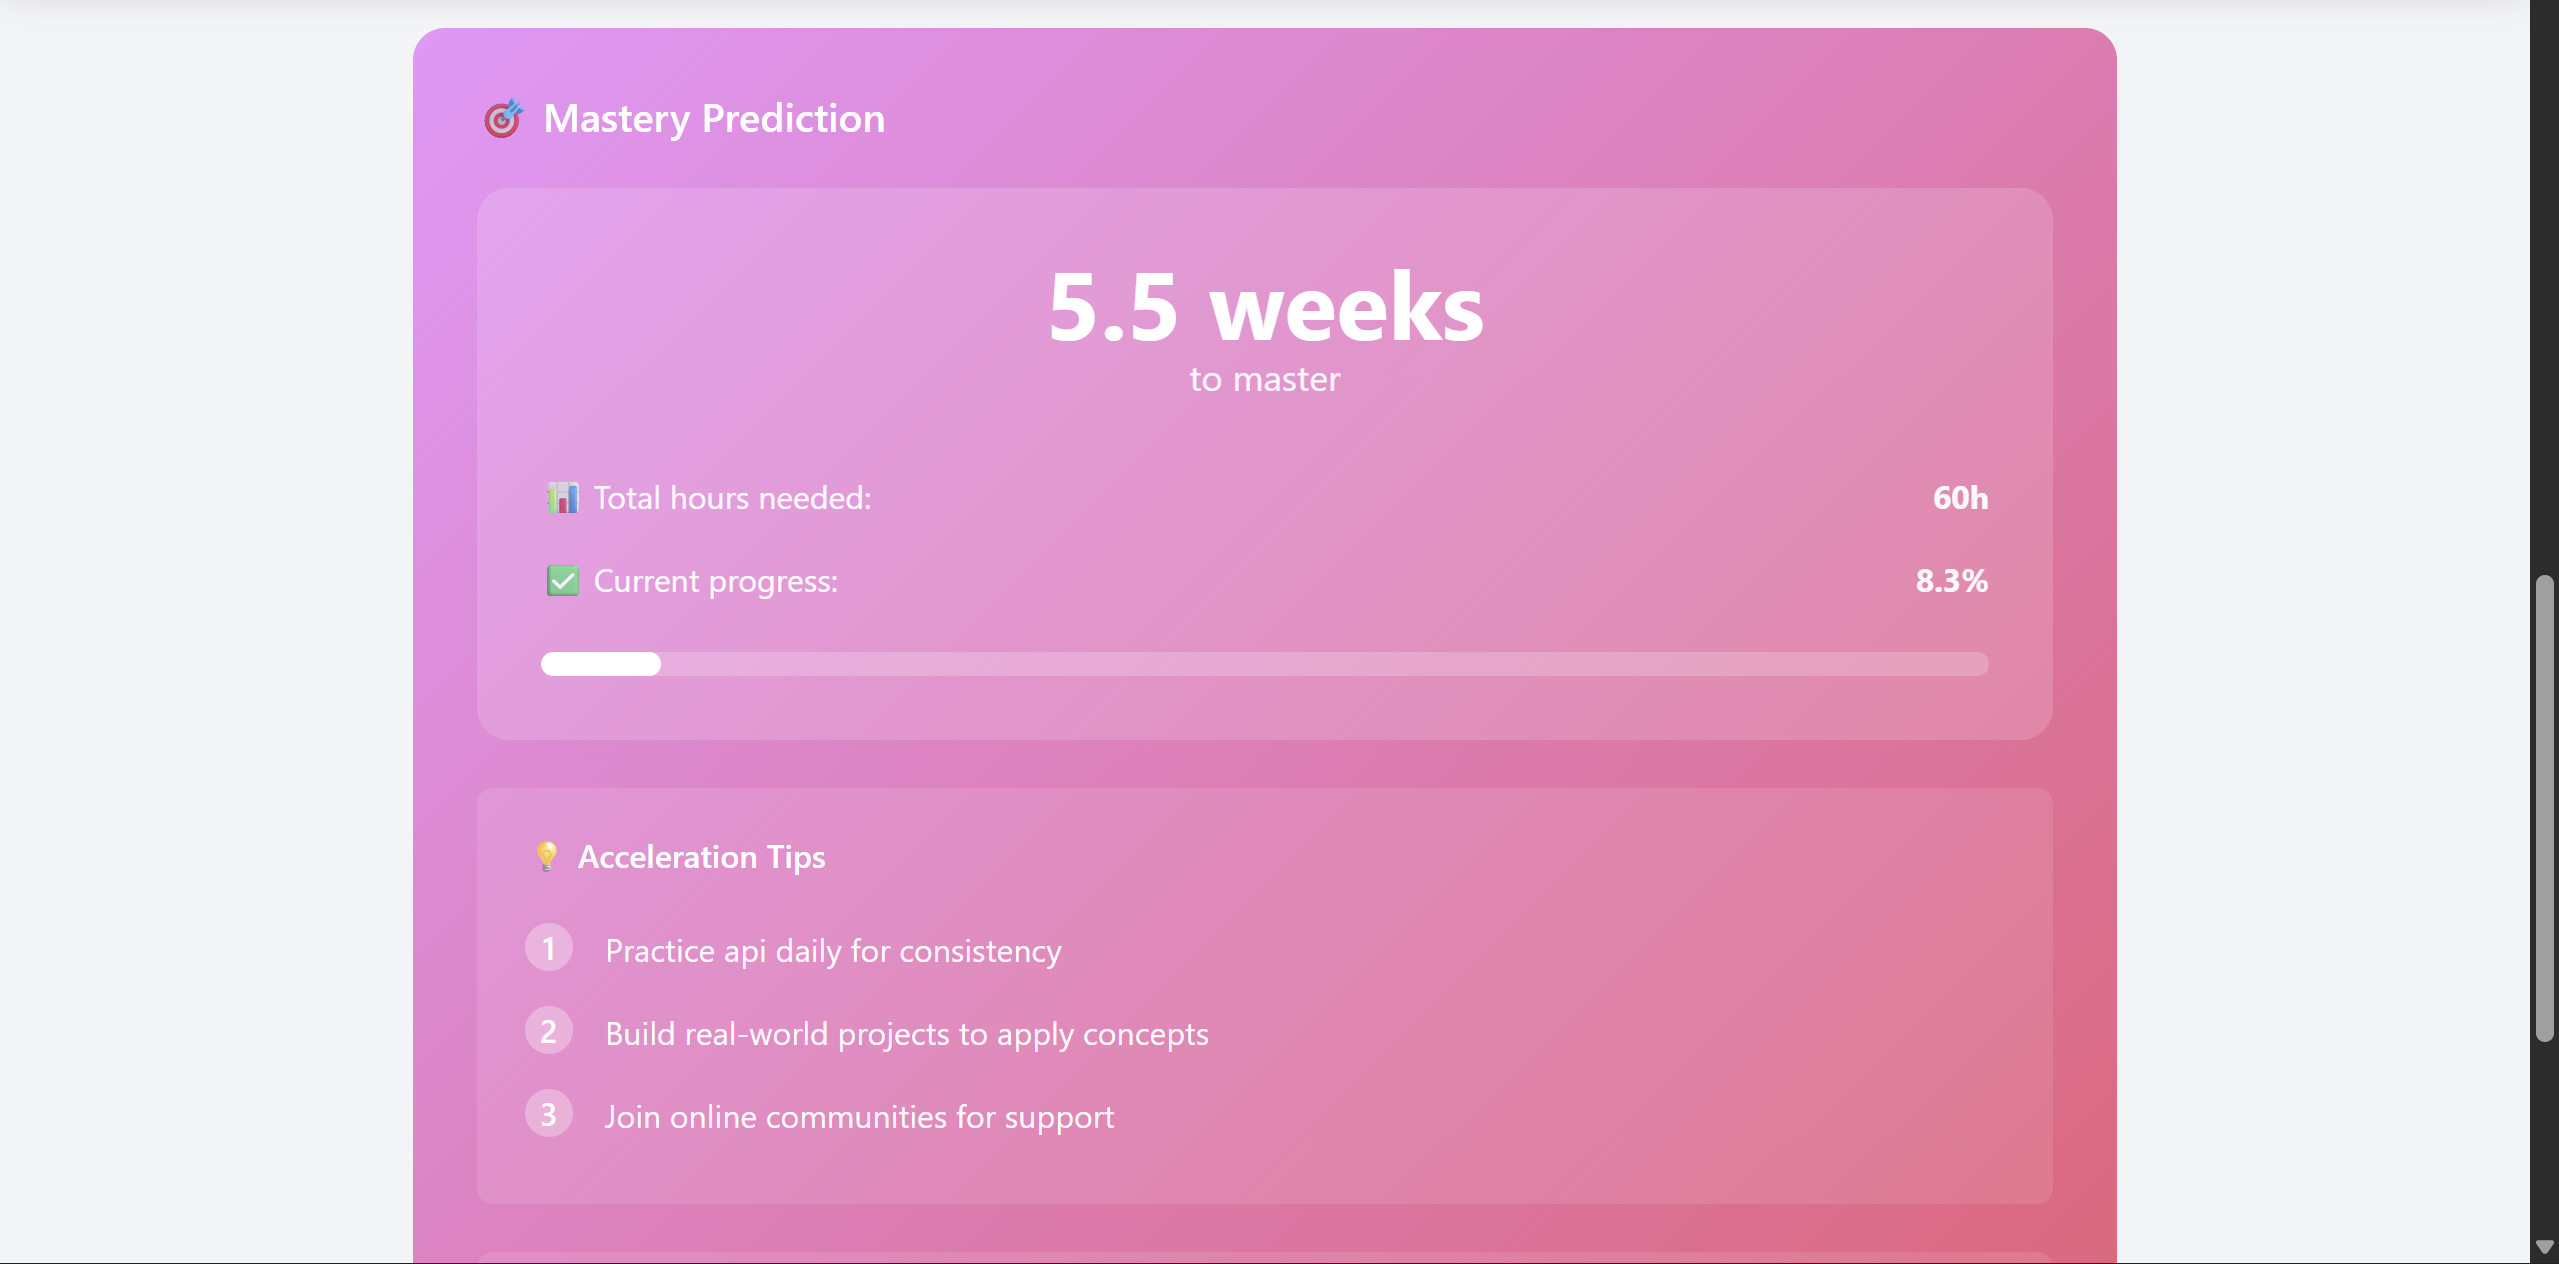 Mastery Prediction
5.5 weeks
to master
Total hours needed: 60h
Current progress: 8.3%
Acceleration Tips
1 Practice api daily for consistency
2 Build real-world projects to apply concepts
3 Join online communities for support